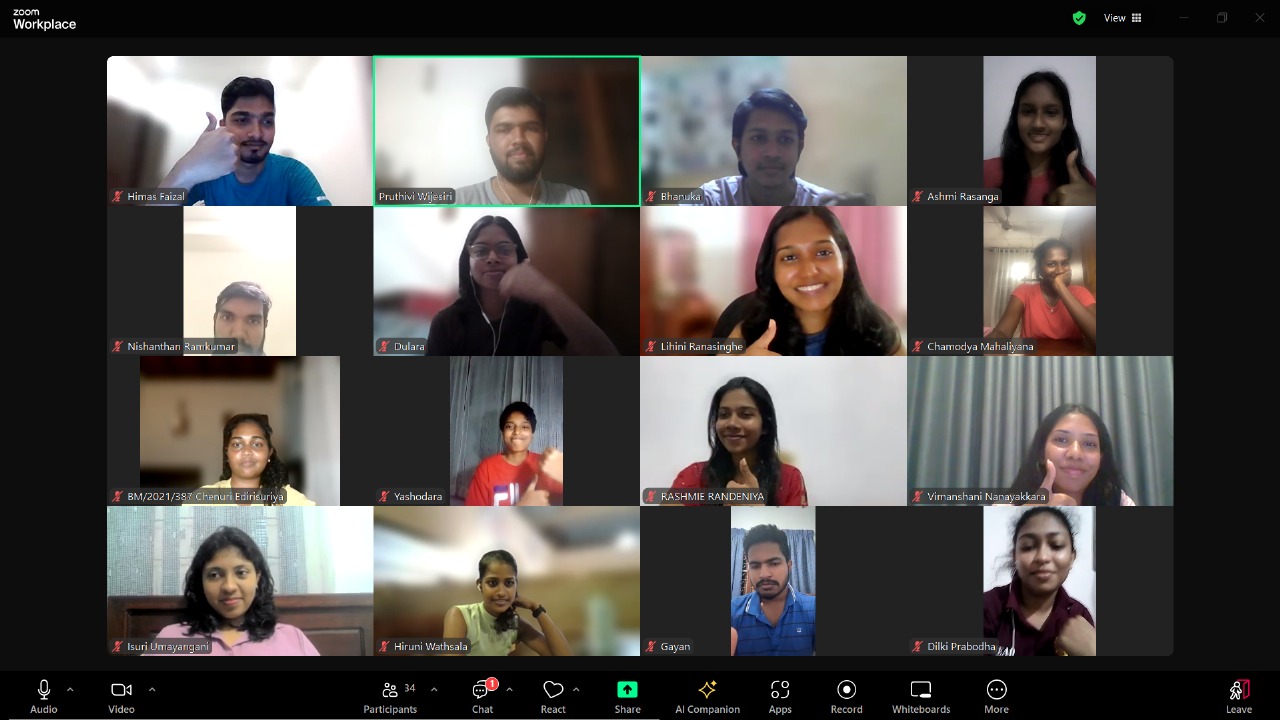 zoom
Workplace
View
Himas Faizal
Pruthivi Wijesiri
Bhanuka
Ashmi Rasanga
Nishanthan Ramkumar
Dulara
Lihini Ranasinghe
Chamodya Mahaliyana
BM/2021/387 Chenuri Edirisuriya
Yashodara
RASHMIE RANDENIYA
Vimanshani Nanayakkara
Isuri Umayangani
Hiruni Wathsala
Gayan
Dilki Prabodha
34
1
Audio
Video
Participants
Chat
React
Share
AI Companion
Apps
Record
Whiteboards
More
Leave